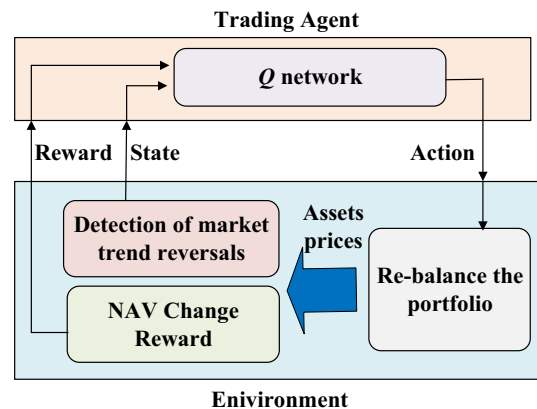 Trading Agent
Q network
Reward
State
Action
Detection of market
trend reversals
Assets
prices
Re-balance the
portfolio
NAV Change
Reward
Enivironment